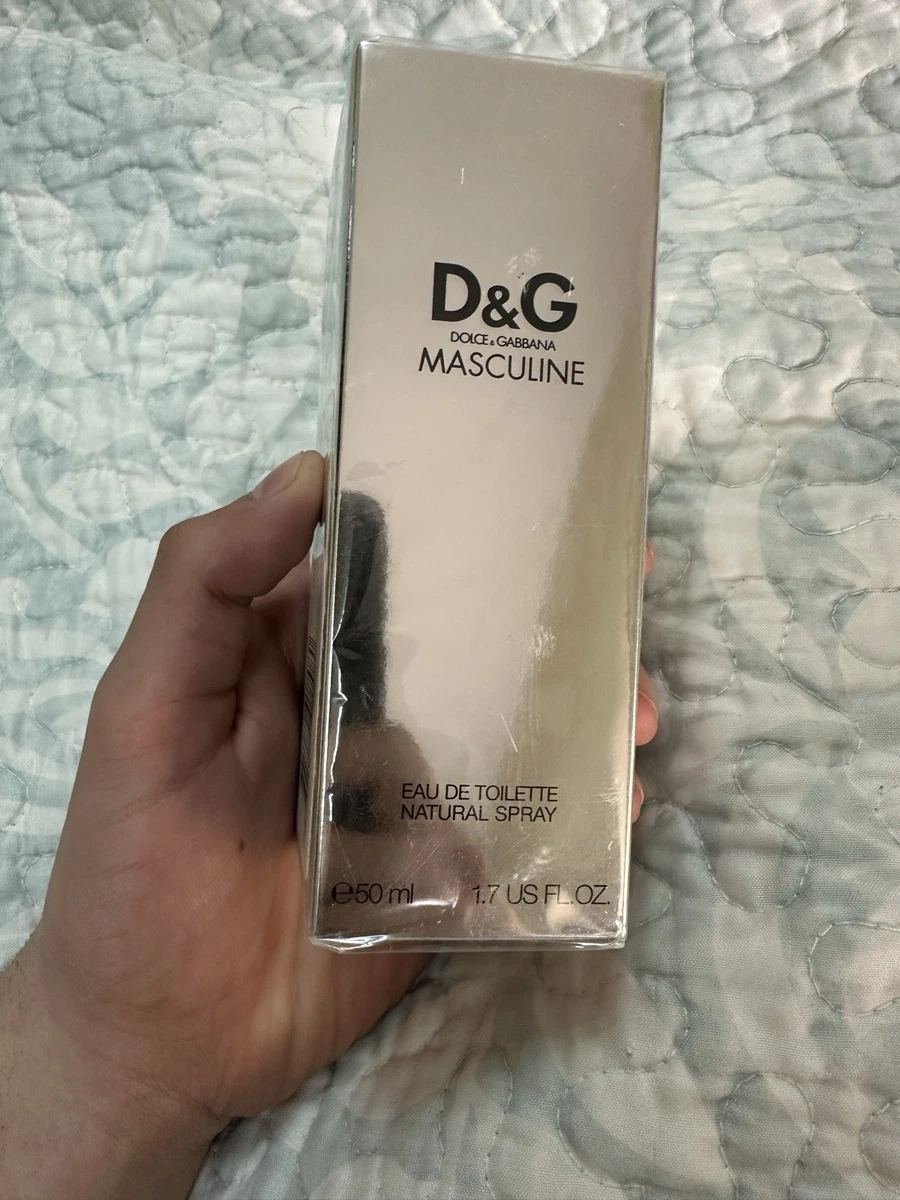 D&G
DOLCE & GABBANA
MASCULINE
EAU DE TOILETTE
NATURAL SPRAY
℮50 ml 1.7 US FL.OZ.